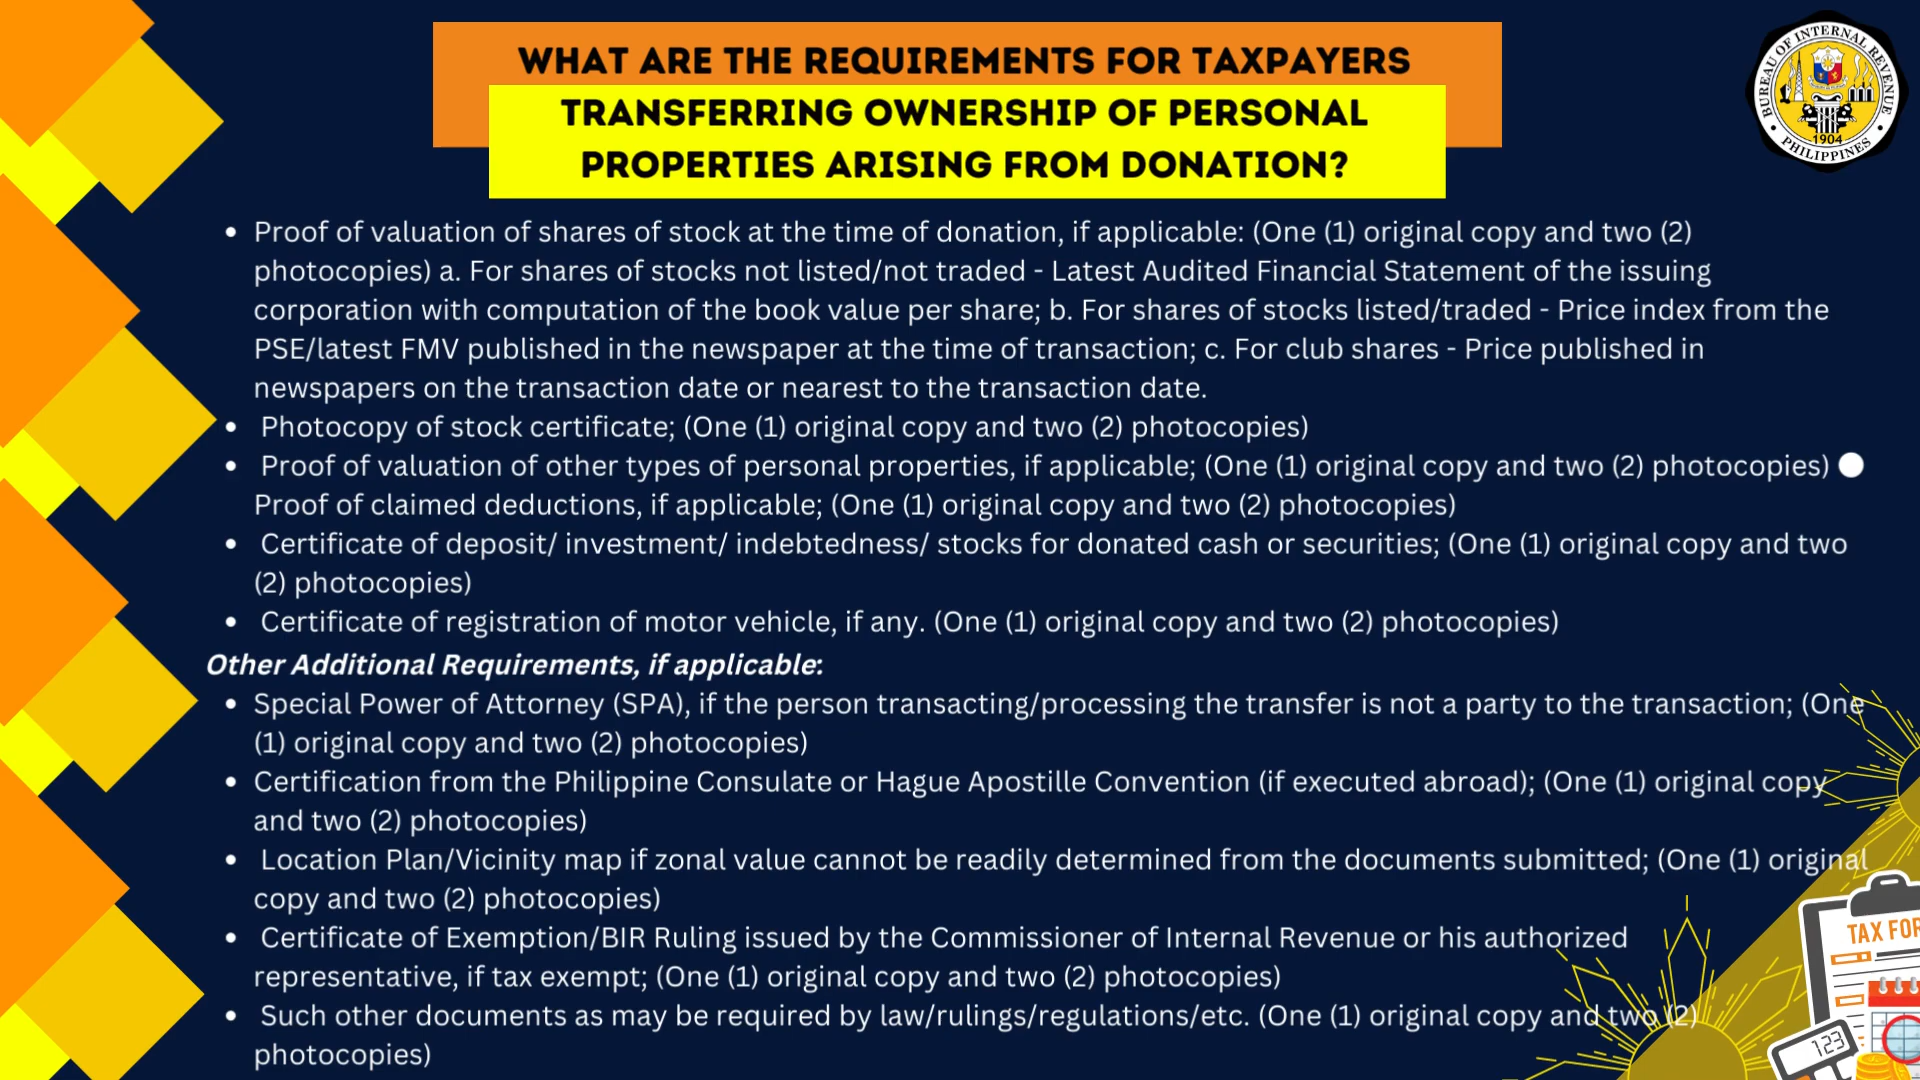 WHAT ARE THE REQUIREMENTS FOR TAXPAYERS
TRANSFERRING OWNERSHIP OF PERSONAL
PROPERTIES ARISING FROM DONATION?
BUREAU OF INTERNAL REVENUE
1904
PHILIPPINES
• Proof of valuation of shares of stock at the time of donation, if applicable: (One (1) original copy and two (2)
photocopies) a. For shares of stocks not listed/not traded - Latest Audited Financial Statement of the issuing
corporation with computation of the book value per share; b. For shares of stocks listed/traded - Price index from the
PSE/latest FMV published in the newspaper at the time of transaction; c. For club shares - Price published in
newspapers on the transaction date or nearest to the transaction date.
• Photocopy of stock certificate; (One (1) original copy and two (2) photocopies)
• Proof of valuation of other types of personal properties, if applicable; (One (1) original copy and two (2) photocopies) ●
Proof of claimed deductions, if applicable; (One (1) original copy and two (2) photocopies)
• Certificate of deposit/ investment/ indebtedness/ stocks for donated cash or securities; (One (1) original copy and two
(2) photocopies)
• Certificate of registration of motor vehicle, if any. (One (1) original copy and two (2) photocopies)
Other Additional Requirements, if applicable:
• Special Power of Attorney (SPA), if the person transacting/processing the transfer is not a party to the transaction; (One
(1) original copy and two (2) photocopies)
• Certification from the Philippine Consulate or Hague Apostille Convention (if executed abroad); (One (1) original copy
and two (2) photocopies)
• Location Plan/Vicinity map if zonal value cannot be readily determined from the documents submitted; (One (1) original
copy and two (2) photocopies)
• Certificate of Exemption/BIR Ruling issued by the Commissioner of Internal Revenue or his authorized
representative, if tax exempt; (One (1) original copy and two (2) photocopies)
• Such other documents as may be required by law/rulings/regulations/etc. (One (1) original copy and two (2)
photocopies)
TAX FOR
123